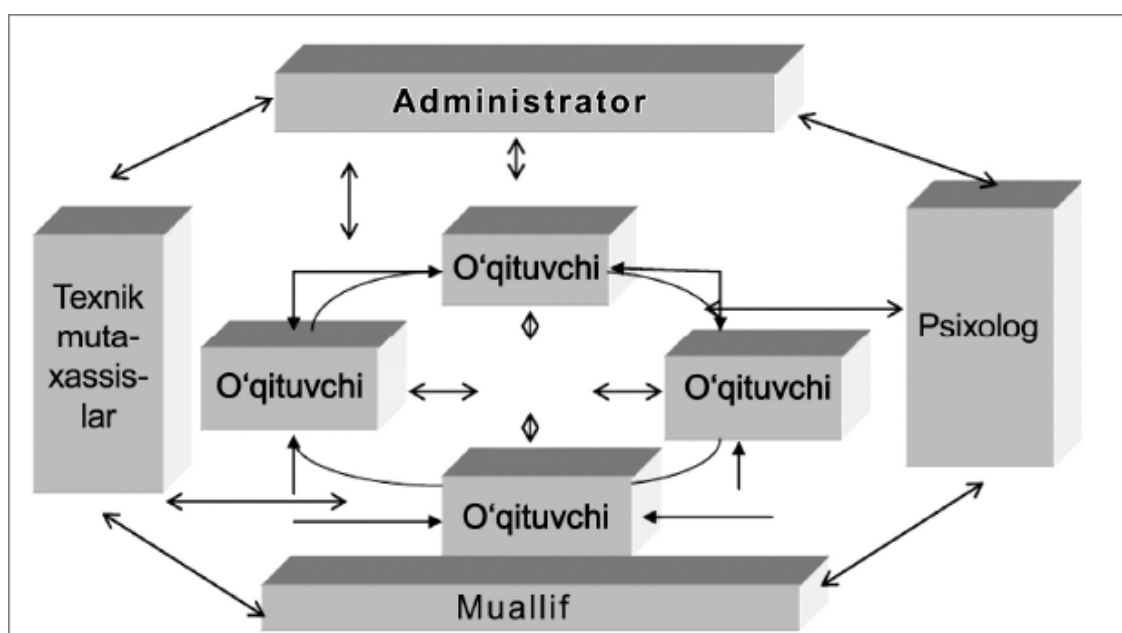 Administrator
O‘qituvchi
Texnik
muta-
xassis-
lar
Psixolog
O‘qituvchi
O‘qituvchi
O‘qituvchi
Muallif